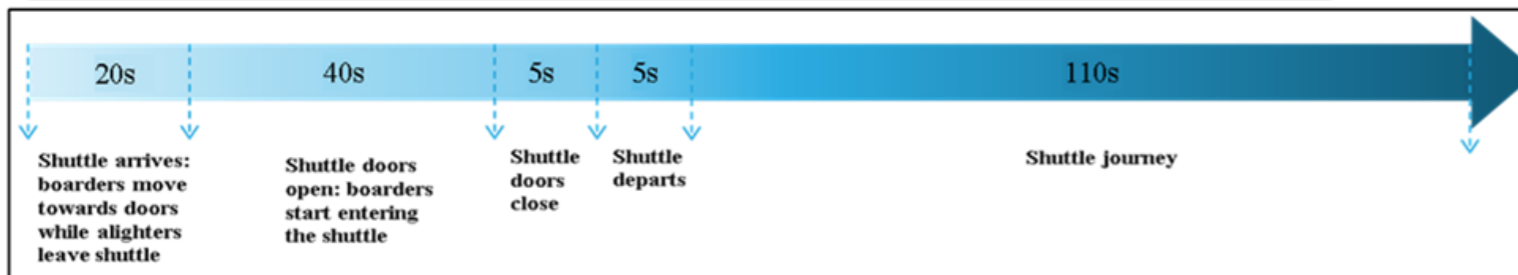 20s
40s
5s
5s
110s
Shuttle arrives:
boarders move
towards doors
while alighters
leave shuttle
Shuttle doors
open: boarders
start entering
the shuttle
Shuttle
doors
close
Shuttle
departs
Shuttle journey